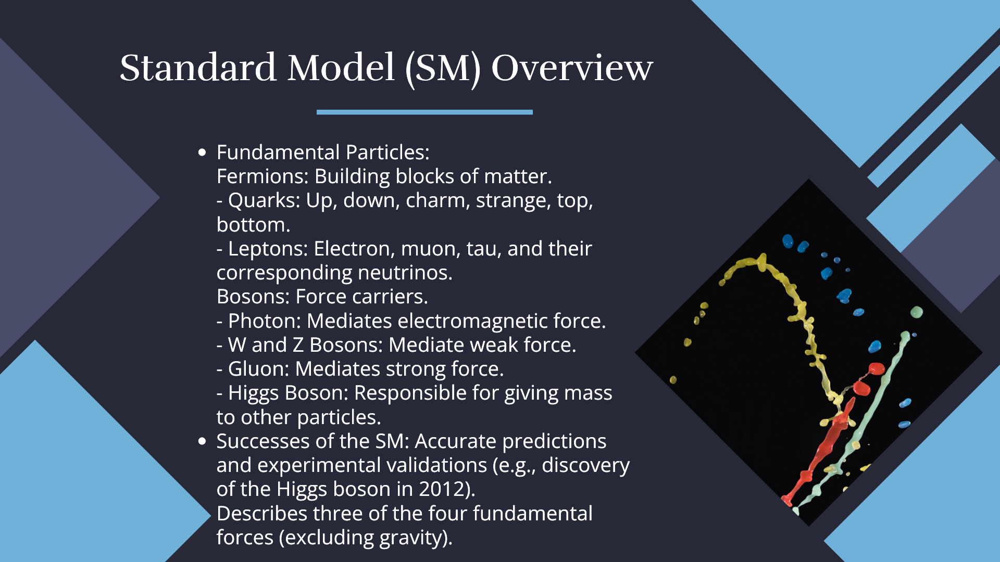 Standard Model (SM) Overview
• Fundamental Particles:
Fermions: Building blocks of matter.
- Quarks: Up, down, charm, strange, top,
bottom.
- Leptons: Electron, muon, tau, and their
corresponding neutrinos.
Bosons: Force carriers.
- Photon: Mediates electromagnetic force.
- W and Z Bosons: Mediate weak force.
- Gluon: Mediates strong force.
- Higgs Boson: Responsible for giving mass
to other particles.
• Successes of the SM: Accurate predictions
and experimental validations (e.g., discovery
of the Higgs boson in 2012).
Describes three of the four fundamental
forces (excluding gravity).